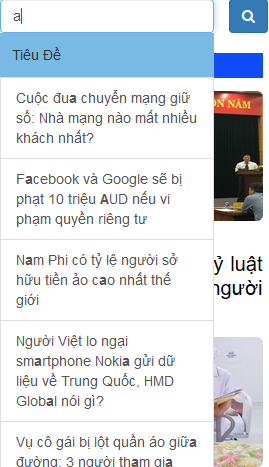 a
Tiêu Đề
Cuộc đua chuyển mạng giữ
số: Nhà mạng nào mất nhiều
khách nhất?
ON NĂM
Facebook và Google sẽ bị
phạt 10 triệu AUD nếu vi
phạm quyền riêng tư
Nam Phi có tỷ lệ người sở
hữu tiền ảo cao nhất thế
giới
ỷ luật
người
Người Việt lo ngại
smartphone Nokia gửi dữ
liệu về Trung Quốc, HMD
Global nói gì?
Vụ cô gái bị lột quần áo giữa
đường: 3 người tham gia